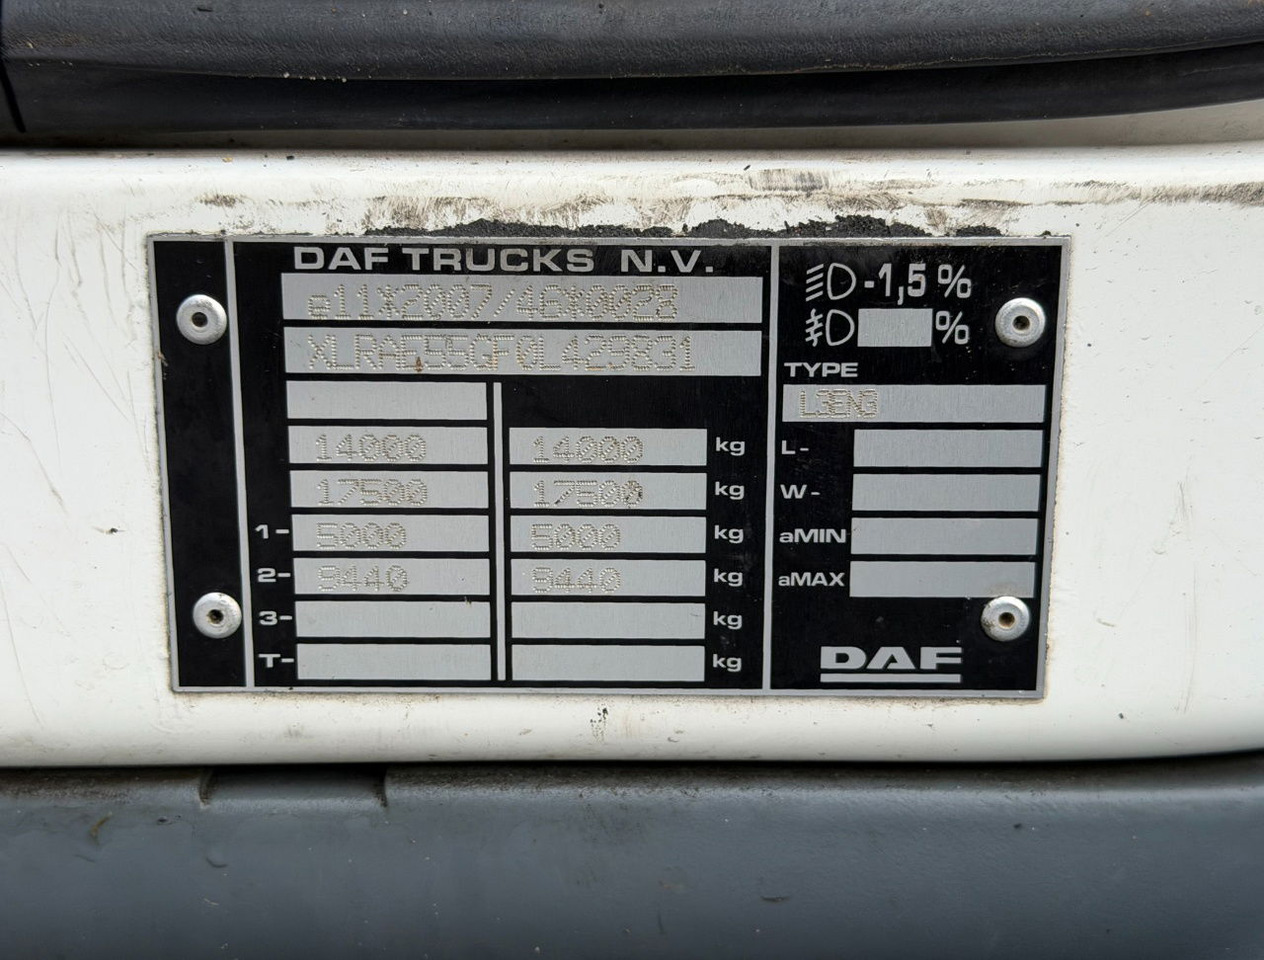 DAF TRUCKS N.V.
e11*2007/46*0028
XLRAE55GF0L429831
14000 14000 kg
17500 17500 kg
1- 5000 5000 kg
2- 9440 9440 kg
3- kg
T- kg
-1,5 %
%
TYPE
L3EN3
L-
W-
aMIN
aMAX
DAF